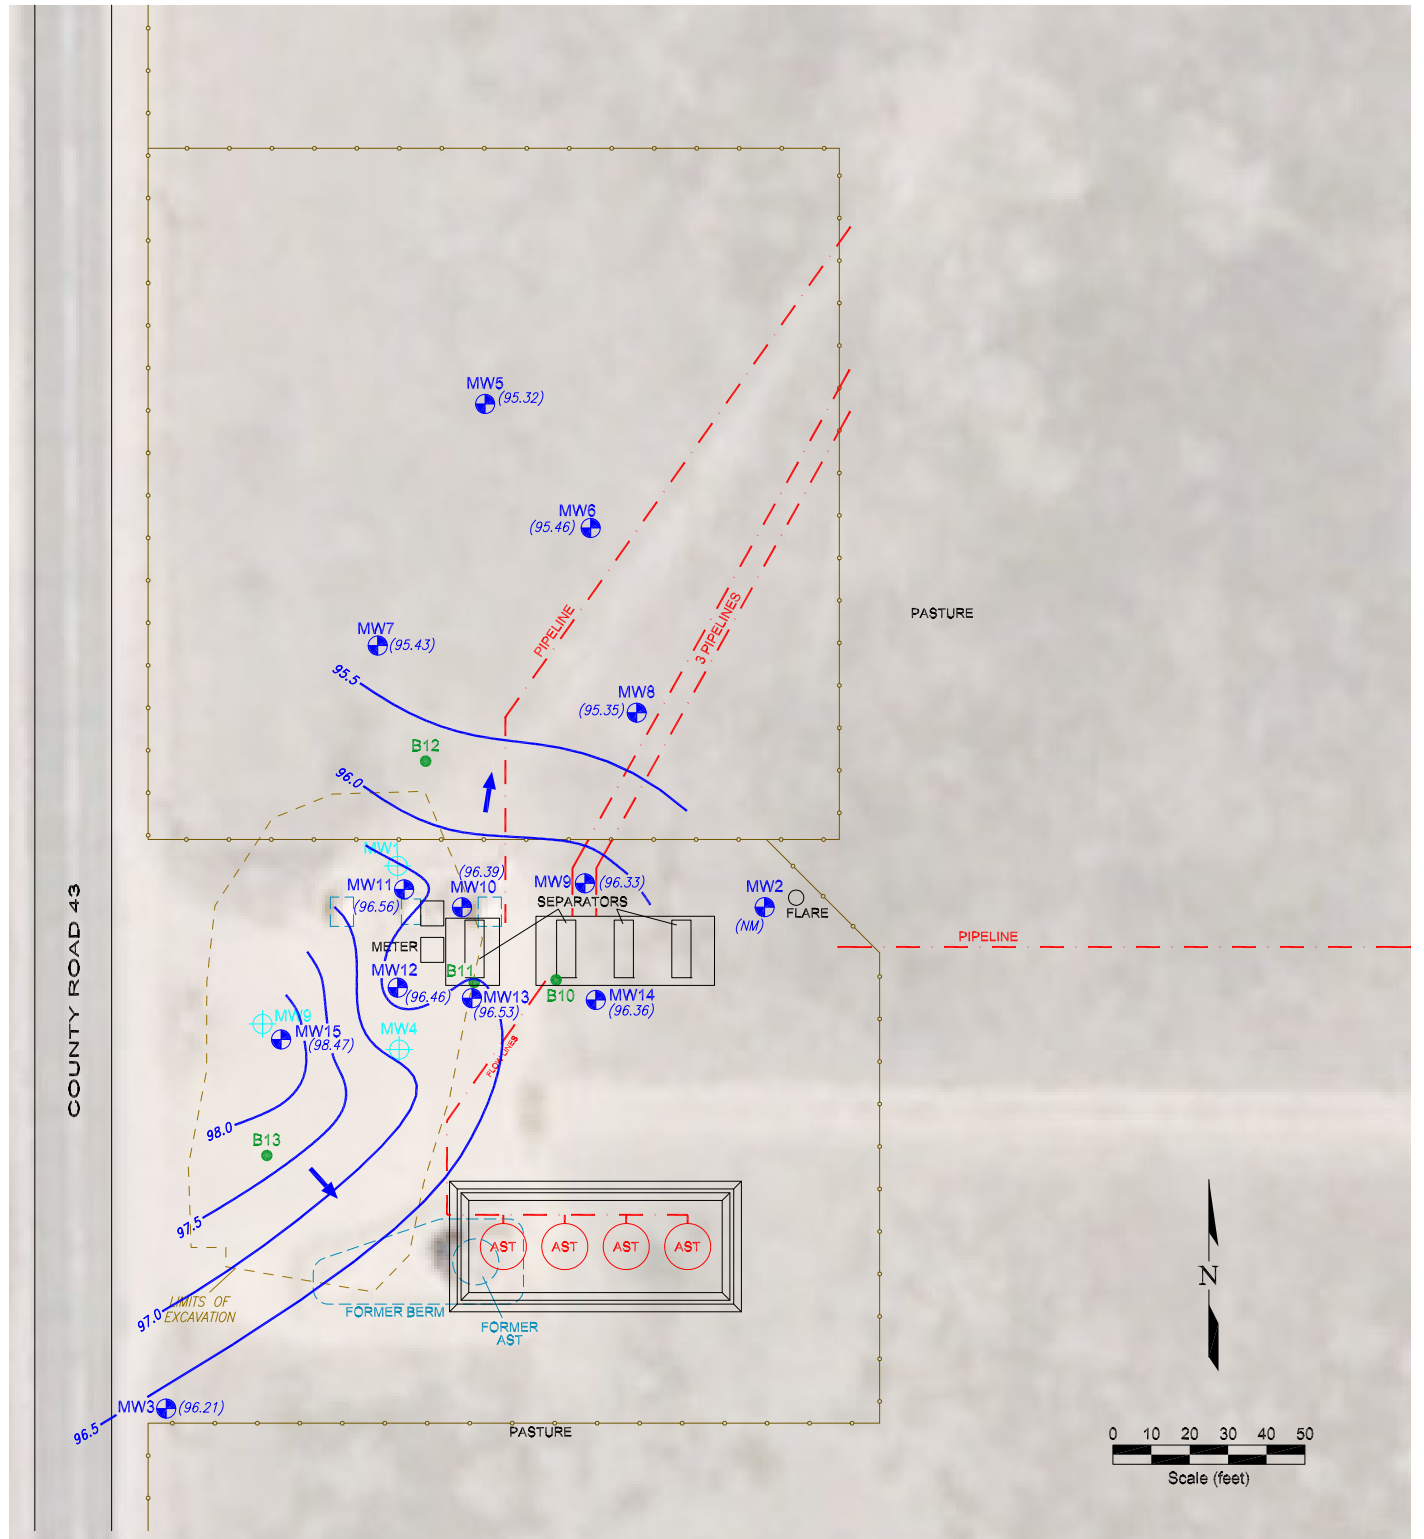 MW5
(95.32)
MW6
(95.46)
PIPELINE
3 PIPELINES
PASTURE
MW7
(95.43)
95.5
MW8
(95.35)
B12
96.0
MW1
(96.39)
MW11
MW10
MW9
(96.33)
MW2
(96.56)
SEPARATORS
(NM)
FLARE
METER
PIPELINE
MW12
B11
(96.46)
MW13
B10
MW14
(96.53)
(96.36)
MW9
MW15
(98.47)
MW4
FLOW LINES
COUNTY ROAD 43
98.0
B13
97.5
AST
AST
AST
AST
LIMITS OF
EXCAVATION
97.0
FORMER BERM
FORMER
AST
N
MW3
(96.21)
96.5
PASTURE
0 10 20 30 40 50
Scale (feet)